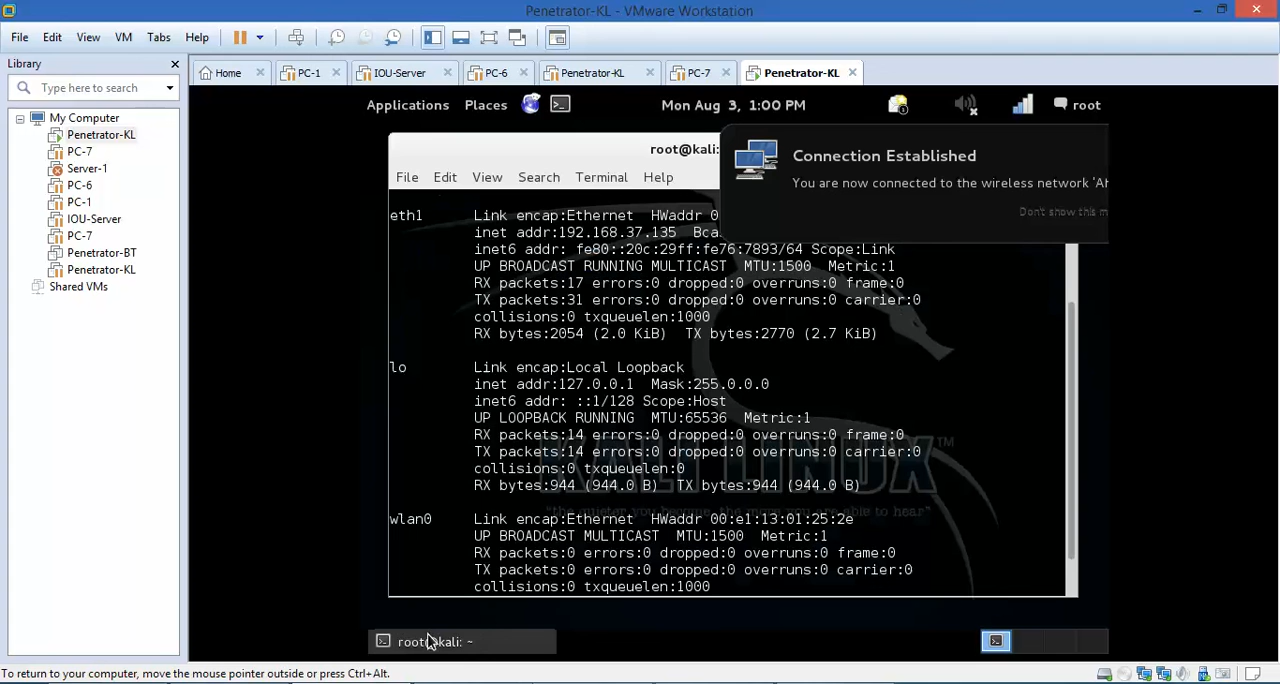 Penetrator-KL - VMware Workstation
File Edit View VM Tabs Help
Library
Type here to search
My Computer
Penetrator-KL
PC-7
Server-1
PC-6
PC-1
IOU-Server
PC-7
Penetrator-BT
Penetrator-KL
Shared VMs
Home PC-1 IOU-Server PC-6 Penetrator-KL PC-7 Penetrator-KL
Applications Places Mon Aug 3, 1:00 PM root
root@kali:
File Edit View Search Terminal Help
Connection Established
You are now connected to the wireless network
Don't show this
eth1 Link encap:Ethernet HWaddr 0
inet addr:192.168.37.135 Bca
inet6 addr: fe80::20c:29ff:fe76:7893/64 Scope:Link
UP BROADCAST RUNNING MULTICAST MTU:1500 Metric:1
RX packets:17 errors:0 dropped:0 overruns:0 frame:0
TX packets:31 errors:0 dropped:0 overruns:0 carrier:0
collisions:0 txqueuelen:1000
RX bytes:2054 (2.0 KiB) TX bytes:2770 (2.7 KiB)
lo Link encap:Local Loopback
inet addr:127.0.0.1 Mask:255.0.0.0
inet6 addr: ::1/128 Scope:Host
UP LOOPBACK RUNNING MTU:65536 Metric:1
RX packets:14 errors:0 dropped:0 overruns:0 frame:0
TX packets:14 errors:0 dropped:0 overruns:0 carrier:0
collisions:0 txqueuelen:0
RX bytes:944 (944.0 B) TX bytes:944 (944.0 B)
KALI LINUX™
"the quieter you become, the more you are able to hear"
wlan0 Link encap:Ethernet HWaddr 00:e1:13:01:25:2e
UP BROADCAST MULTICAST MTU:1500 Metric:1
RX packets:0 errors:0 dropped:0 overruns:0 frame:0
TX packets:0 errors:0 dropped:0 overruns:0 carrier:0
collisions:0 txqueuelen:1000
root@kali: ~
To return to your computer, move the mouse pointer outside or press Ctrl+Alt.